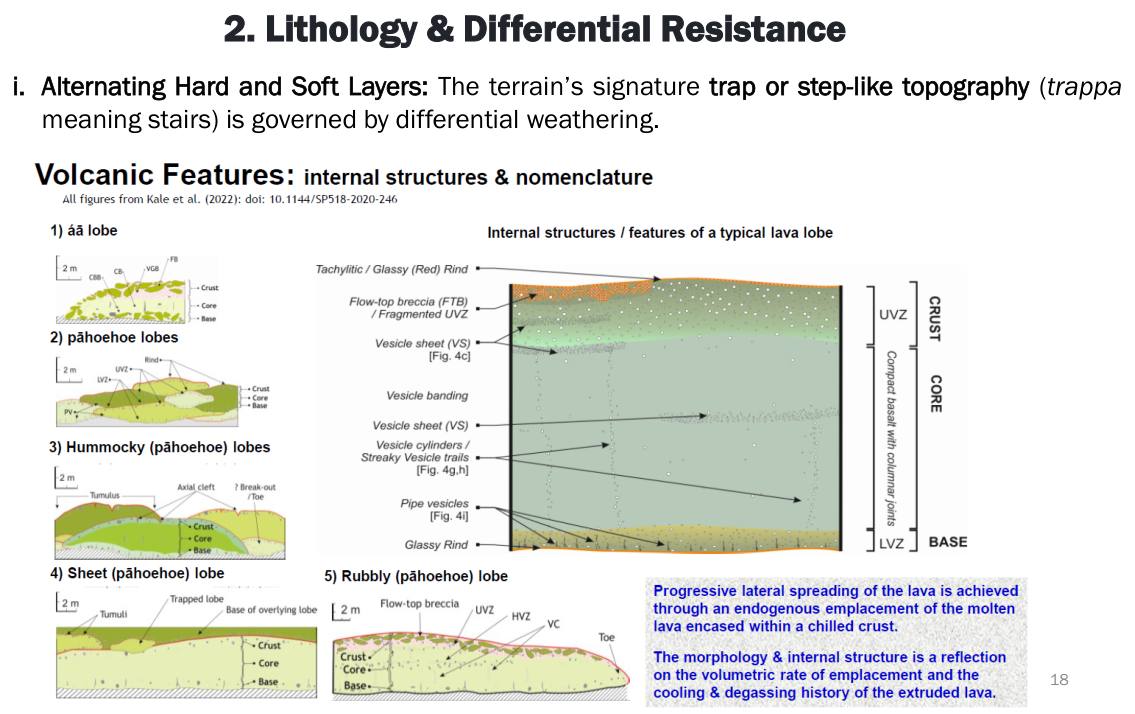 2. Lithology & Differential Resistance
i. Alternating Hard and Soft Layers: The terrain's signature trap or step-like topography (trappa
meaning stairs) is governed by differential weathering.
Volcanic Features: internal structures & nomenclature
All figures from Kale et al. (2022): doi: 10.1144/SP518-2020-246
1) áā lobe
2 m
CBB
CB
VGB
FB
Crust
Core
Base
2) pāhoehoe lobes
2 m
Rind
UVZ
LVZ
PV
Crust
Core
Base
3) Hummocky (pāhoehoe) lobes
2 m
Tumulus
Axial cleft
? Break-out
/Toe
Crust
Core
Base
4) Sheet (pāhoehoe) lobe
2 m
Tumuli
Trapped lobe
Base of overlying lobe
Crust
Core
Base
5) Rubbly (pāhoehoe) lobe
2 m
Flow-top breccia
UVZ
HVZ
VC
Toe
Crust
Core
Base
Internal structures / features of a typical lava lobe
Tachylitic / Glassy (Red) Rind
Flow-top breccia (FTB)
/ Fragmented UVZ
Vesicle sheet (VS)
[Fig. 4c]
Vesicle banding
Vesicle sheet (VS)
Vesicle cylinders /
Streaky Vesicle trails
[Fig. 4g,h]
Pipe vesicles
[Fig. 4i]
Glassy Rind
UVZ
CRUST
Compact basalt with columnar joints
CORE
LVZ
BASE
Progressive lateral spreading of the lava is achieved
through an endogenous emplacement of the molten
lava encased within a chilled crust.
The morphology & internal structure is a reflection
on the volumetric rate of emplacement and the
cooling & degassing history of the extruded lava.
18